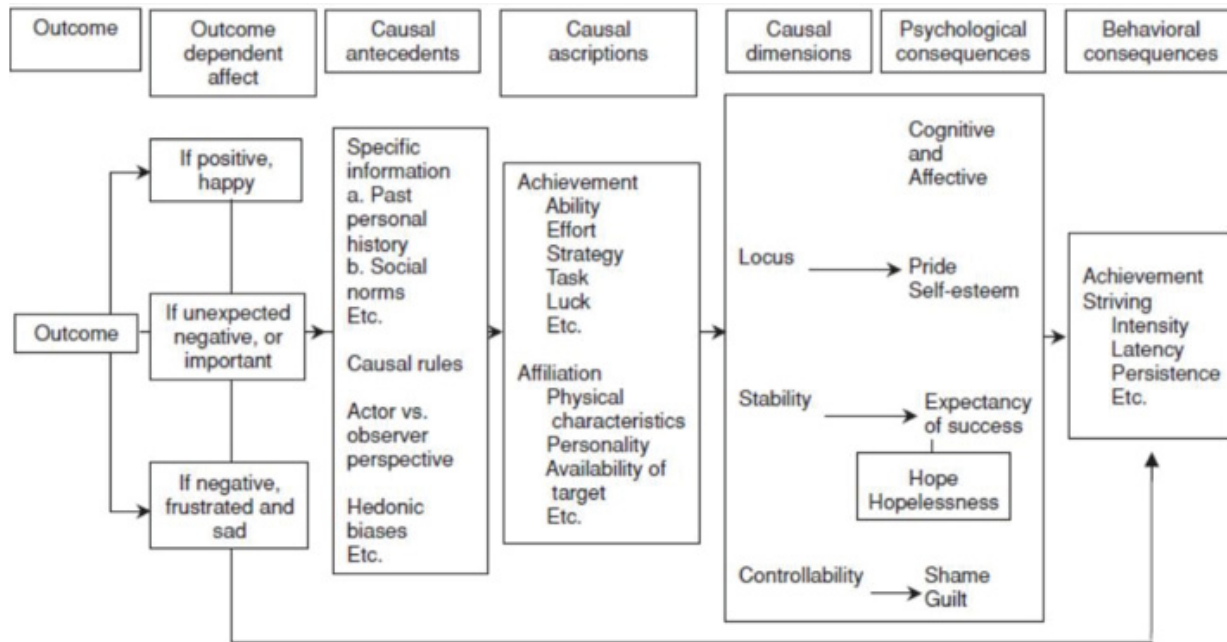 Outcome
Outcome
dependent
affect
Causal
antecedents
Causal
ascriptions
Causal
dimensions
Psychological
consequences
Behavioral
consequences
Outcome
If positive,
happy
If unexpected
negative, or
important
If negative,
frustrated and
sad
Specific
information
a. Past
personal
history
b. Social
norms
Etc.
Causal rules
Actor vs.
observer
perspective
Hedonic
biases
Etc.
Achievement
Ability
Effort
Strategy
Task
Luck
Etc.
Affiliation
Physical
characteristics
Personality
Availability of
target
Etc.
Cognitive
and
Affective
Locus
Pride
Self-esteem
Stability
Expectancy
of success
Hope
Hopelessness
Controllability
Shame
Guilt
Achievement
Striving
Intensity
Latency
Persistence
Etc.